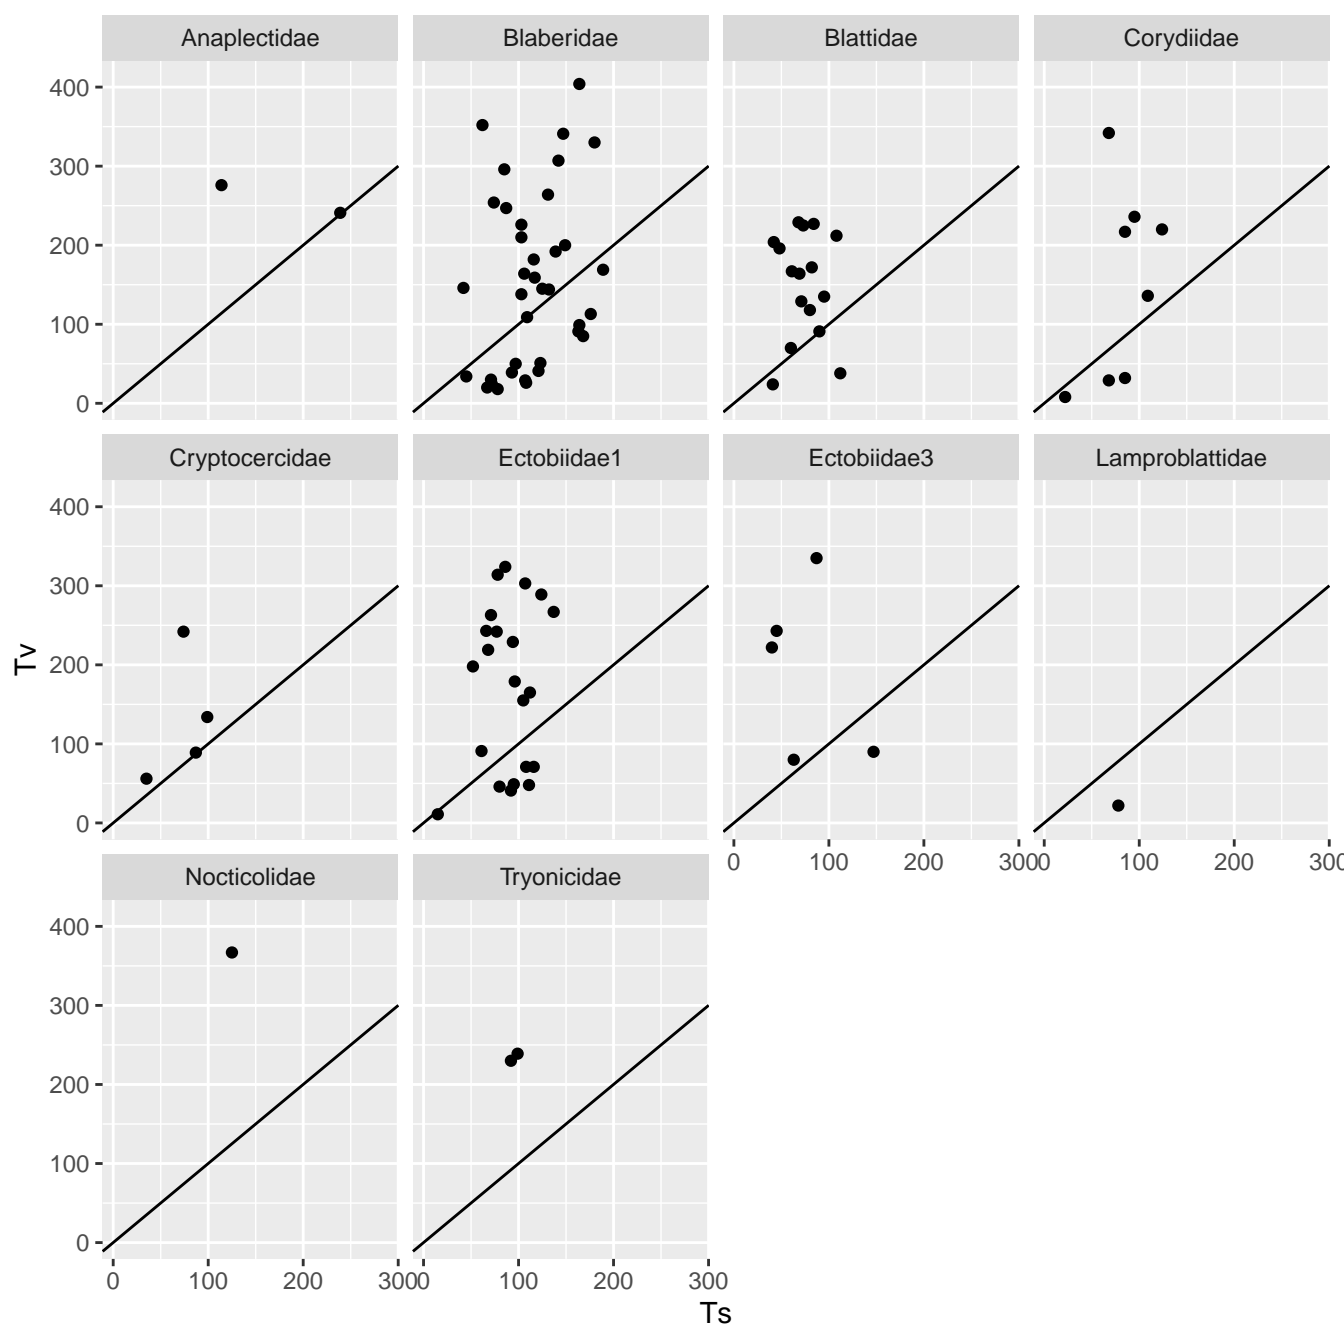 Anaplectidae Blaberidae Blattidae Corydiidae
400
300
200
100
0
Cryptocercidae Ectobiidae1 Ectobiidae3 Lamproblattidae
400
300
200
100
0
0 100 200 300 0 100 200 300
Nocticolidae Tryonicidae
400
300
200
100
0
0 100 200 300 0 100 200 300
Ts
Tv